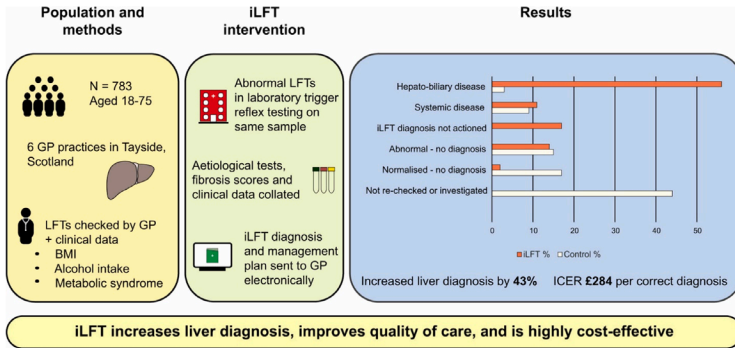 Population and
methods
N = 783
Aged 18-75
6 GP practices in Tayside,
Scotland
LFTs checked by GP
+ clinical data
• BMI
• Alcohol intake
• Metabolic syndrome
iLFT
intervention
Abnormal LFTs
in laboratory trigger
reflex testing on
same sample
Aetiological tests,
fibrosis scores and
clinical data collated
iLFT diagnosis
and management
plan sent to GP
electronically
Results
Hepato-biliary disease
Systemic disease
iLFT diagnosis not actioned
Abnormal - no diagnosis
Normalised - no diagnosis
Not re-checked or investigated
0 10 20 30 40 50
iLFT % Control %
Increased liver diagnosis by 43% ICER £284 per correct diagnosis
iLFT increases liver diagnosis, improves quality of care, and is highly cost-effective